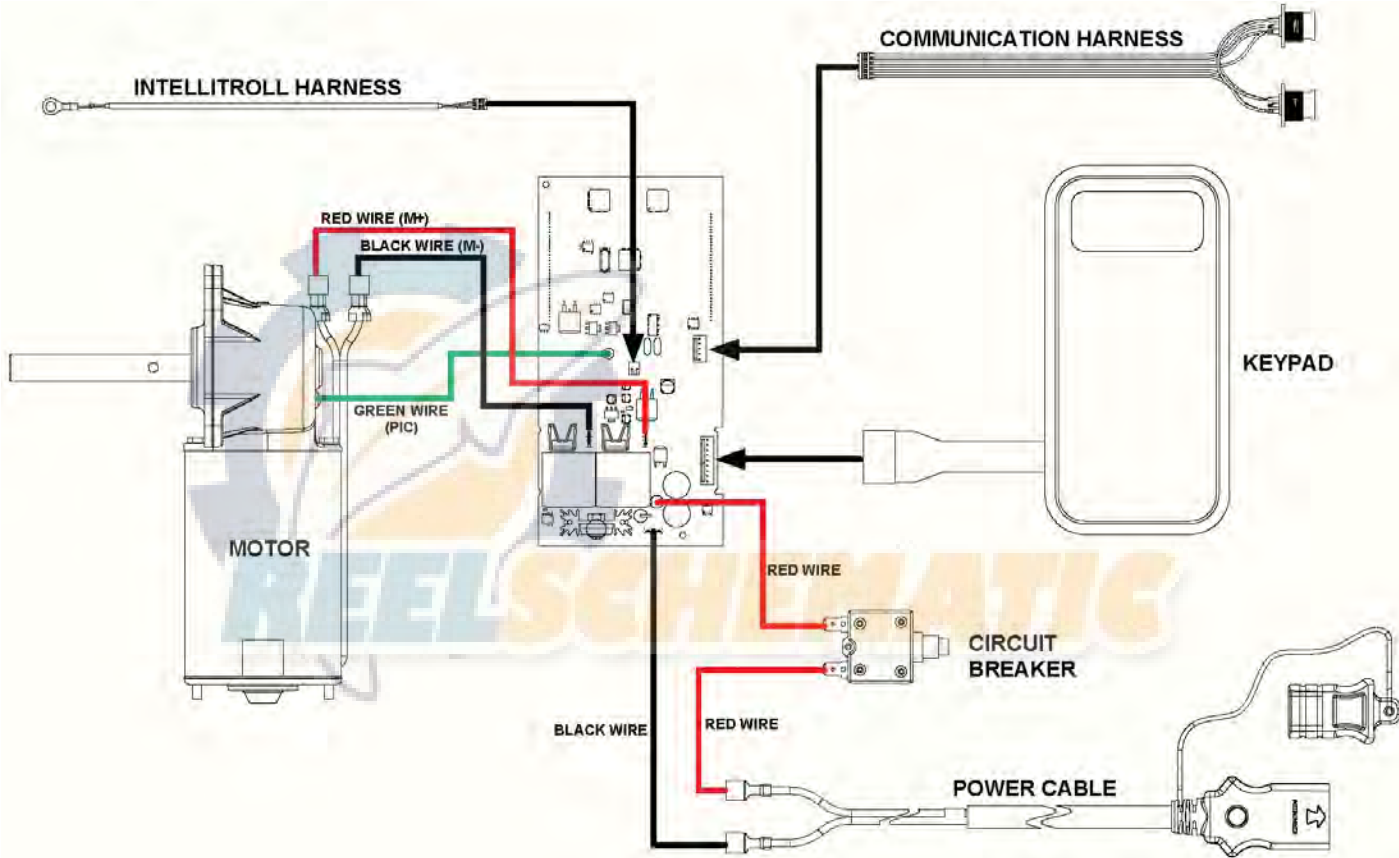 COMMUNICATION HARNESS
INTELLITROLL HARNESS
RED WIRE (M+)
BLACK WIRE (M-)
KEYPAD
GREEN WIRE
(PIC)
MOTOR
REELSCHEMATIC
RED WIRE
CIRCUIT
BREAKER
BLACK WIRE
RED WIRE
POWER CABLE